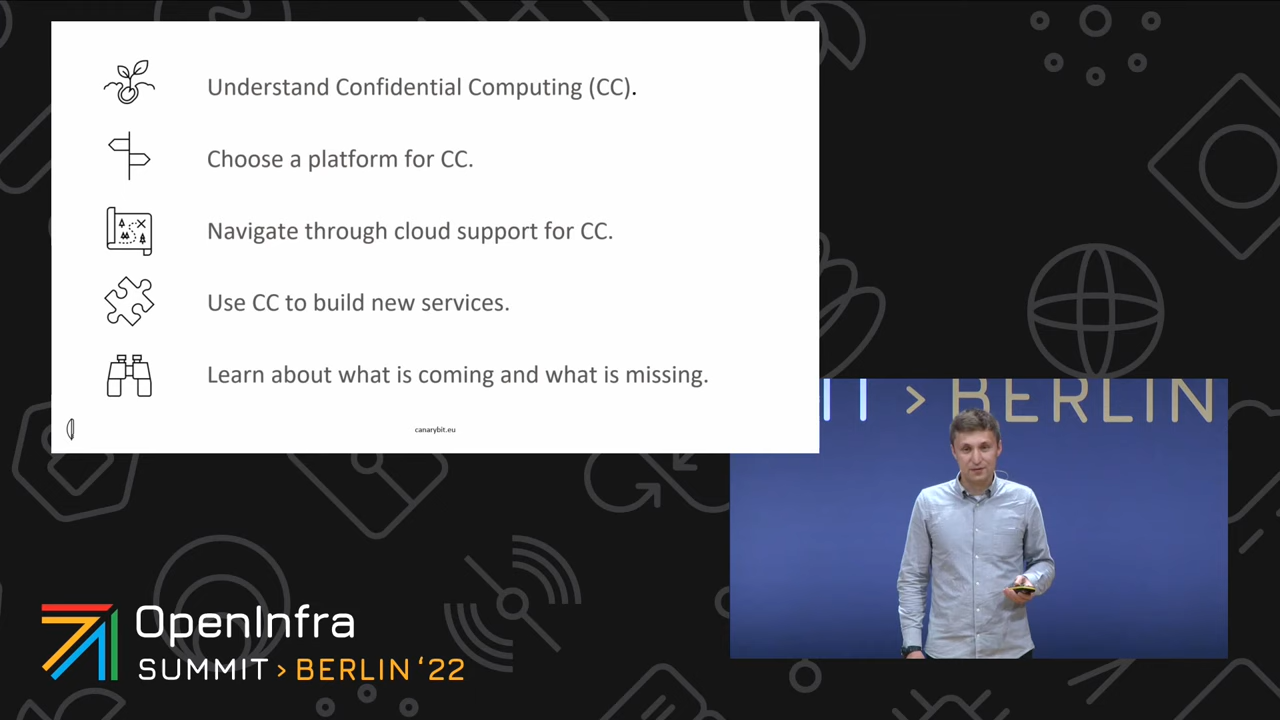 Understand Confidential Computing (CC).
Choose a platform for CC.
Navigate through cloud support for CC.
Use CC to build new services.
Learn about what is coming and what is missing.
canarybit.eu
> BERLIN
OpenInfra
SUMMIT > BERLIN '22